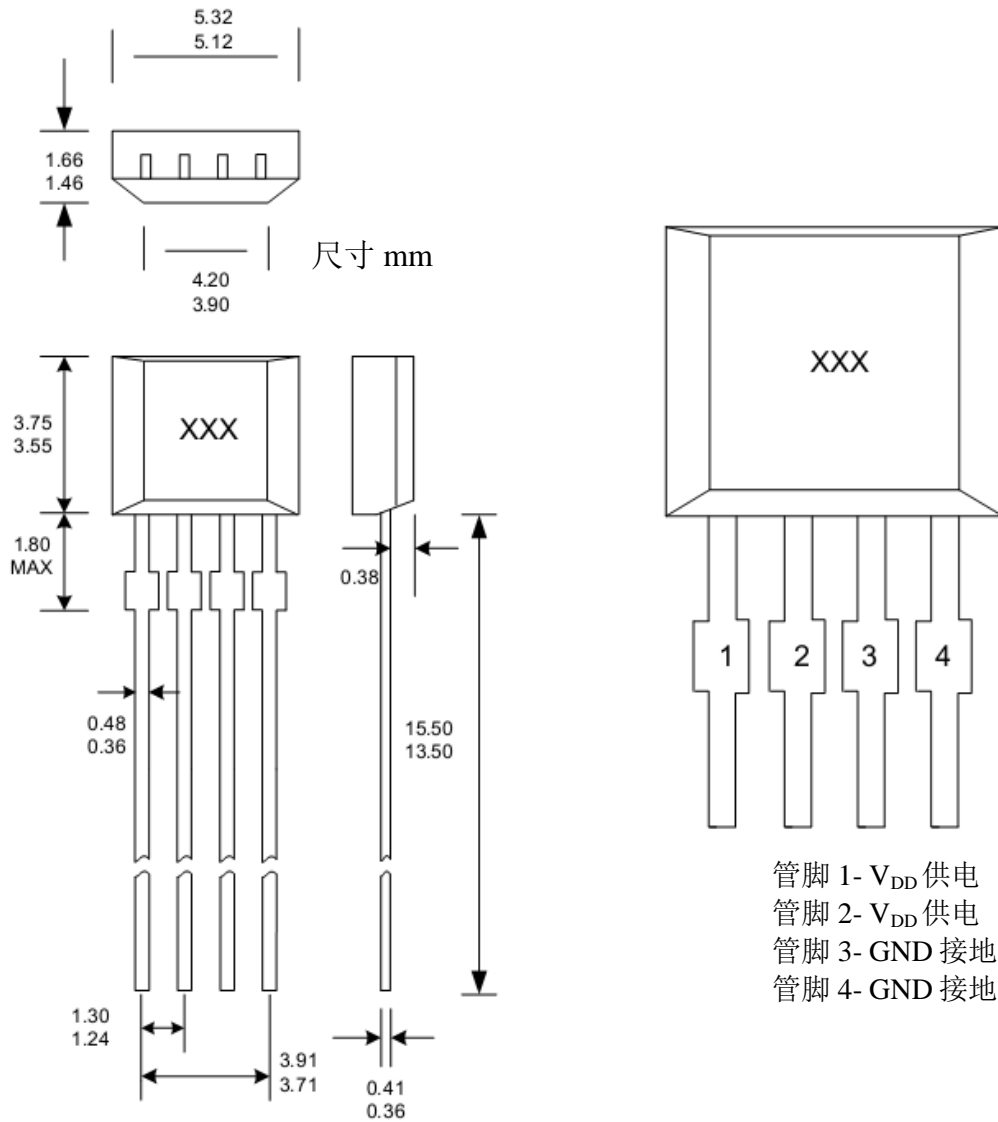 5.32
5.12
1.66
1.46
尺寸 mm
4.20
3.90
XXX
3.75
3.55
1.80
MAX
0.38
0.48
0.36
15.50
13.50
1.30
1.24
3.91
3.71
0.41
0.36
XXX
1 2 3 4
管脚 1- VDD 供电
管脚 2- VDD 供电
管脚 3- GND 接地
管脚 4- GND 接地